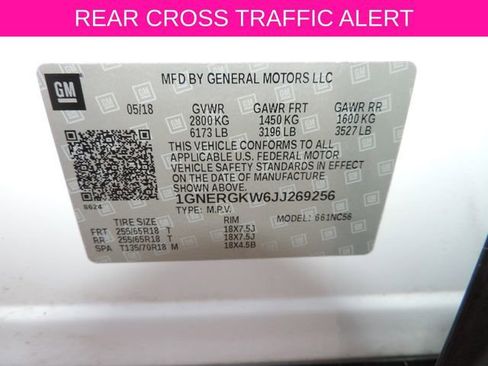 REAR CROSS TRAFFIC ALERT
GM
MFD BY GENERAL MOTORS LLC
05/18 GVWR GAWR FRT GAWR RR
2800 KG 1450 KG 1600 KG
6173 LB 3196 LB 3527 LB
THIS VEHICLE CONFORMS TO ALL APPLICABLE
U.S. FEDERAL MOTOR
VEHICLE SAFETY STANDARDS IN EFFECT
ON THE DATE OF MANUFACTURE
SHOWN ABOVE.
1GNERGKW6JJ269256
8624 TYPE: M.P.V. MODEL: 661NC56
TIRE SIZE RIM
FRT 255/65R18 T 18X7.5J
RR 255/65R18 T 18X7.5J
SPA T135/70R18 M 18X4.5B